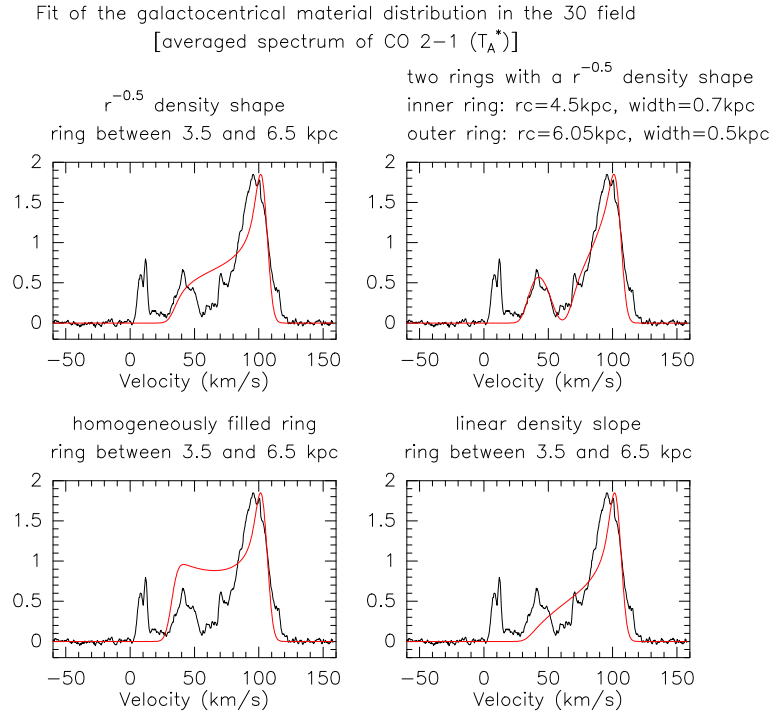 Fit of the galactocentrical material distribution in the 30 field
[averaged spectrum of CO 2−1 (T_A^*)]
r^−0.5 density shape
ring between 3.5 and 6.5 kpc
two rings with a r^−0.5 density shape
inner ring: rc=4.5kpc, width=0.7kpc
outer ring: rc=6.05kpc, width=0.5kpc
2
1.5
1
0.5
0
−50 0 50 100 150
Velocity (km/s)
2
1.5
1
0.5
0
−50 0 50 100 150
Velocity (km/s)
homogeneously filled ring
ring between 3.5 and 6.5 kpc
linear density slope
ring between 3.5 and 6.5 kpc
2
1.5
1
0.5
0
−50 0 50 100 150
Velocity (km/s)
2
1.5
1
0.5
0
−50 0 50 100 150
Velocity (km/s)